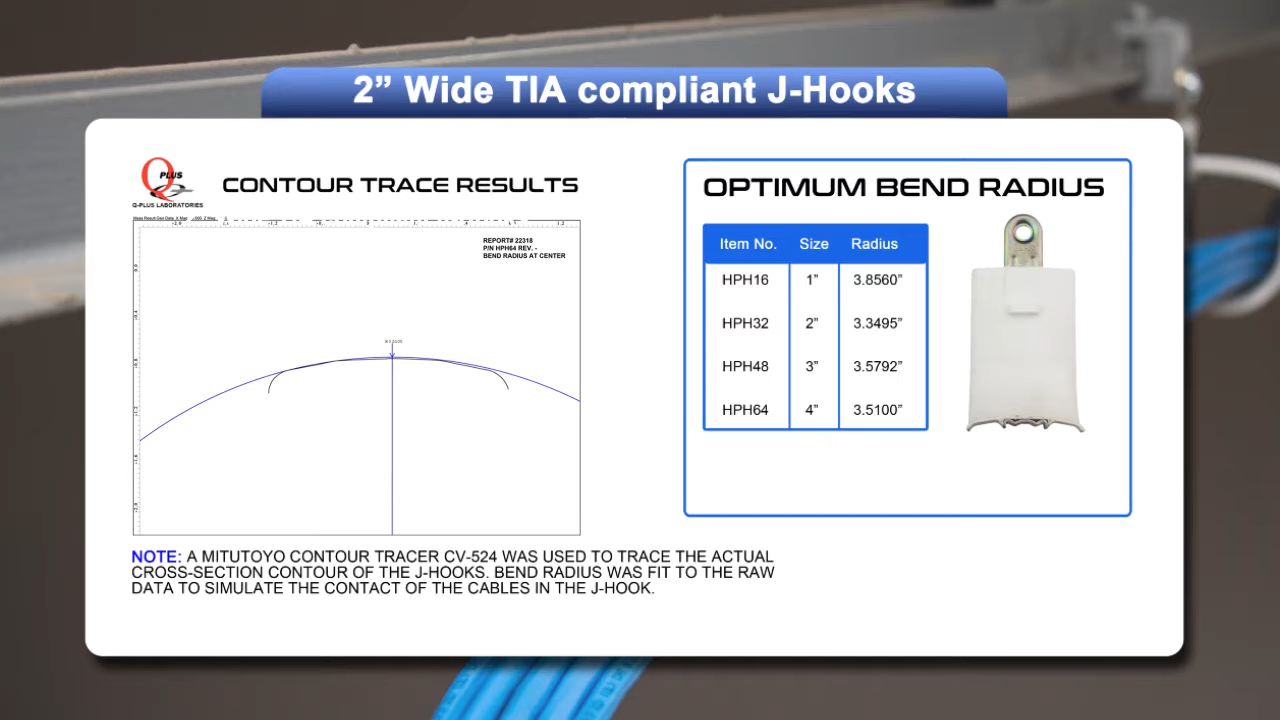 2” Wide TIA compliant J-Hooks
Q PLUS
Q-PLUS LABORATORIES
CONTOUR TRACE RESULTS
REPORT# 22318
P/N HPH64 REV. -
BEND RADIUS AT CENTER
NOTE: A MITUTOYO CONTOUR TRACER CV-524 WAS USED TO TRACE THE ACTUAL
CROSS-SECTION CONTOUR OF THE J-HOOKS. BEND RADIUS WAS FIT TO THE RAW
DATA TO SIMULATE THE CONTACT OF THE CABLES IN THE J-HOOK.
OPTIMUM BEND RADIUS
Item No. Size Radius
HPH16 1” 3.8560”
HPH32 2” 3.3495”
HPH48 3” 3.5792”
HPH64 4” 3.5100”